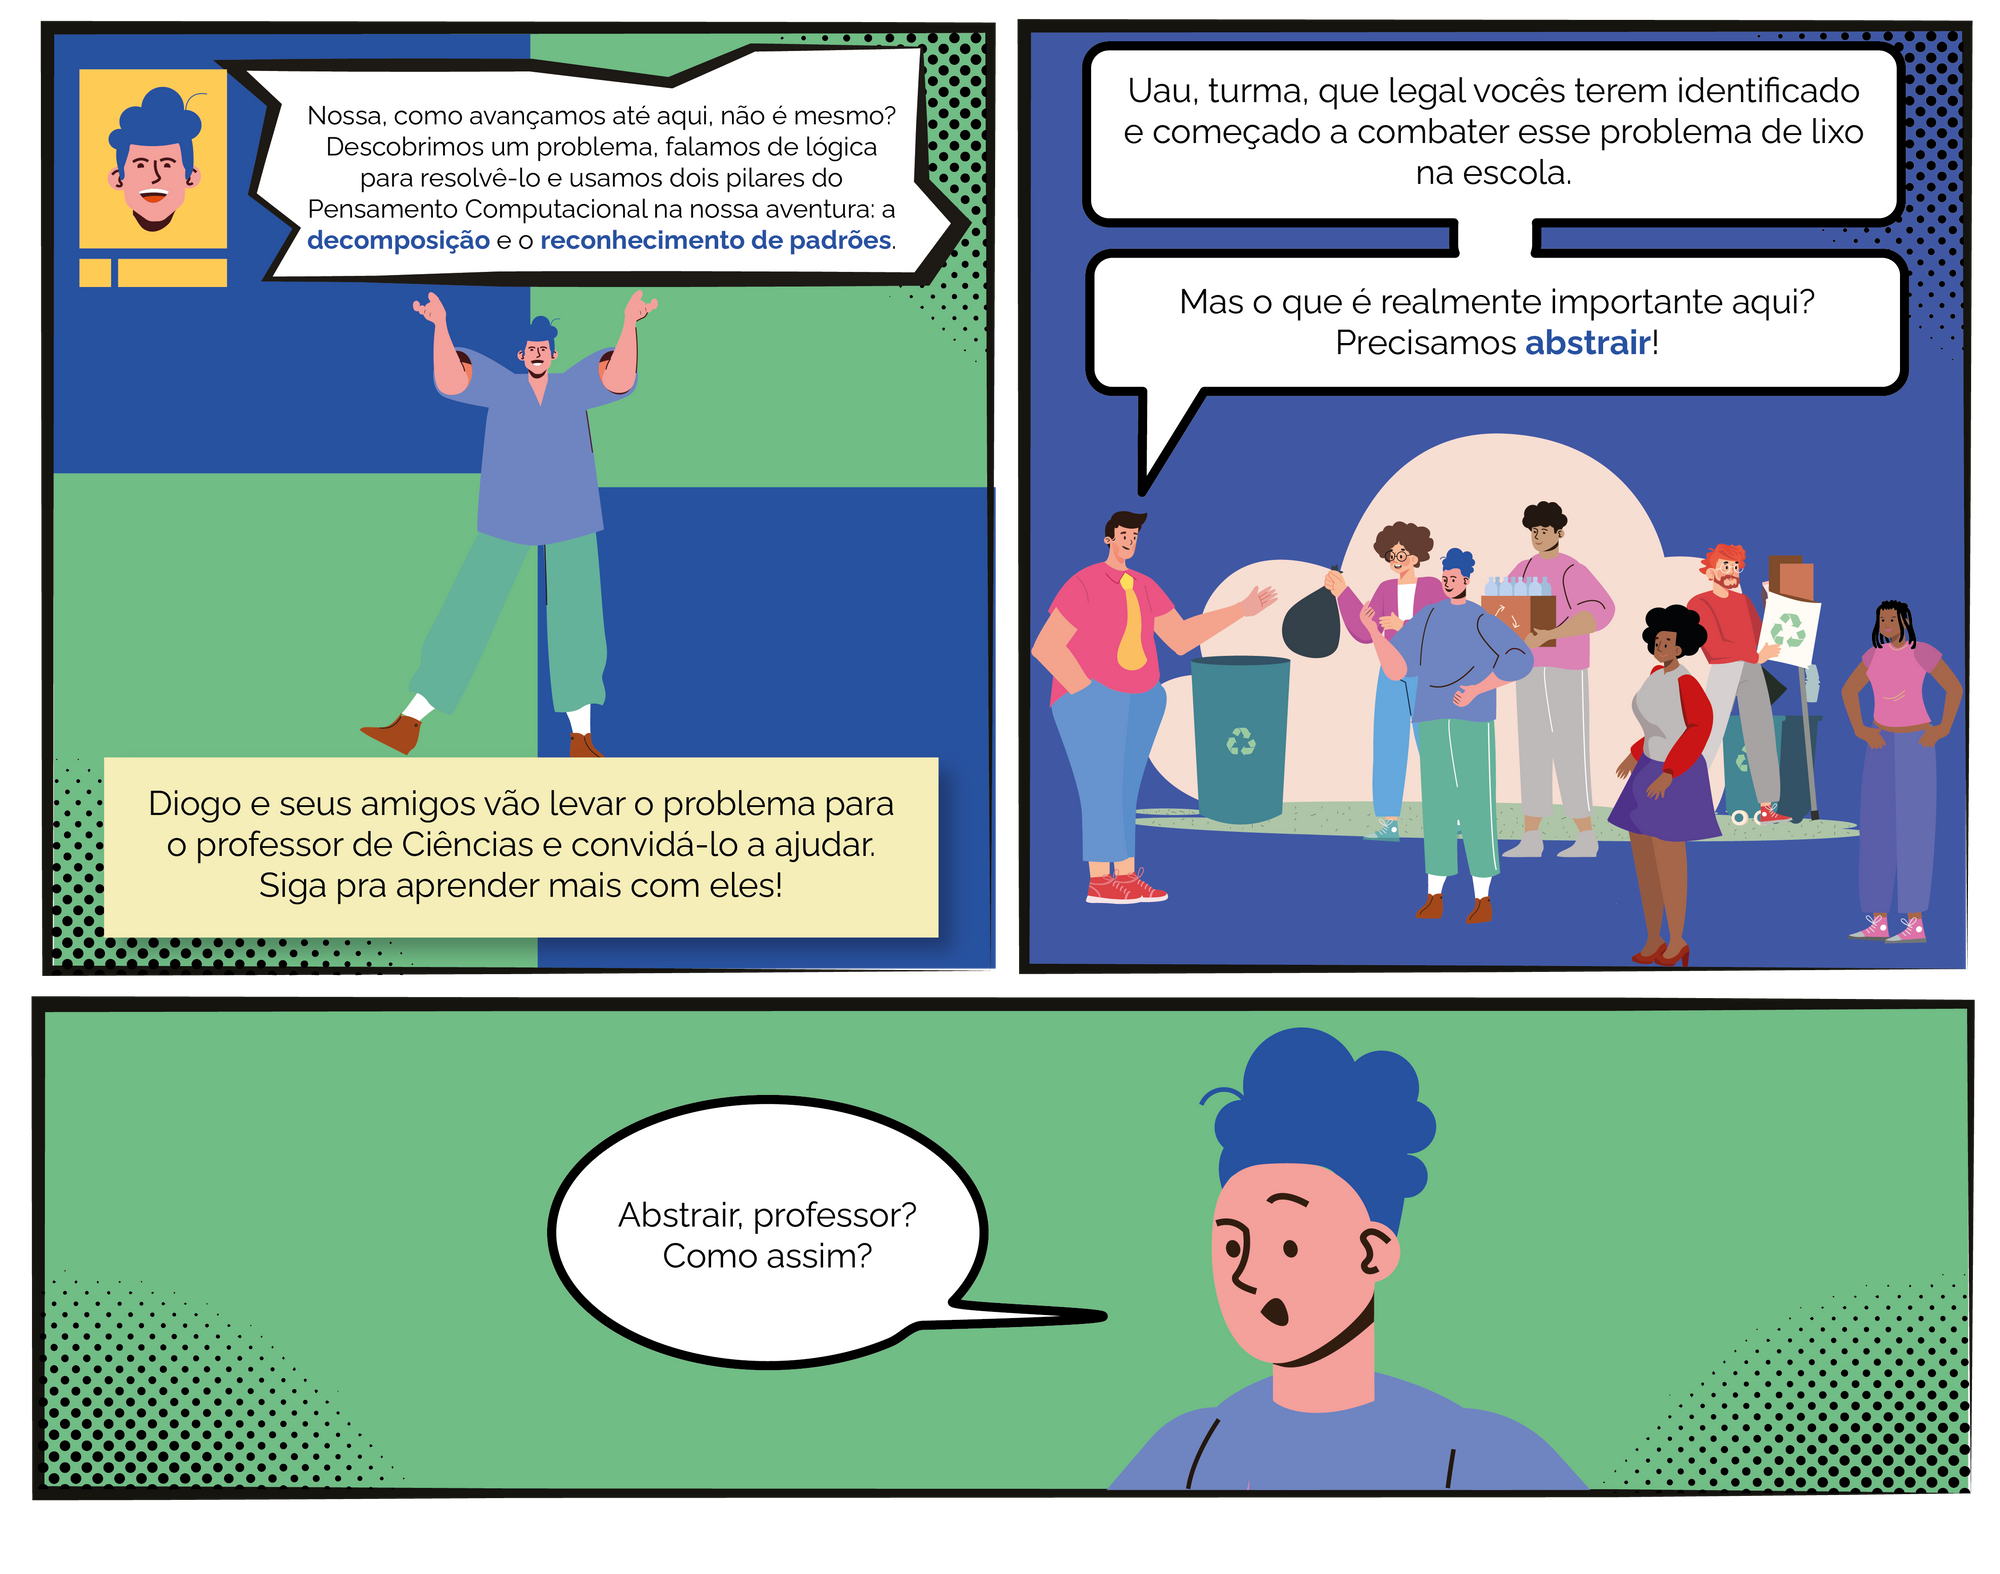 Nossa, como avançamos até aqui, não é mesmo?
Descobrimos um problema, falamos de lógica
para resolvê-lo e usamos dois pilares do
Pensamento Computacional na nossa aventura: a
decomposição e o reconhecimento de padrões.
Diogo e seus amigos vão levar o problema para
o professor de Ciências e convidá-lo a ajudar.
Siga pra aprender mais com eles!
Uau, turma, que legal vocês terem identificado
e começado a combater esse problema de lixo
na escola.
Mas o que é realmente importante aqui?
Precisamos abstrair!
Abstrair, professor?
Como assim?